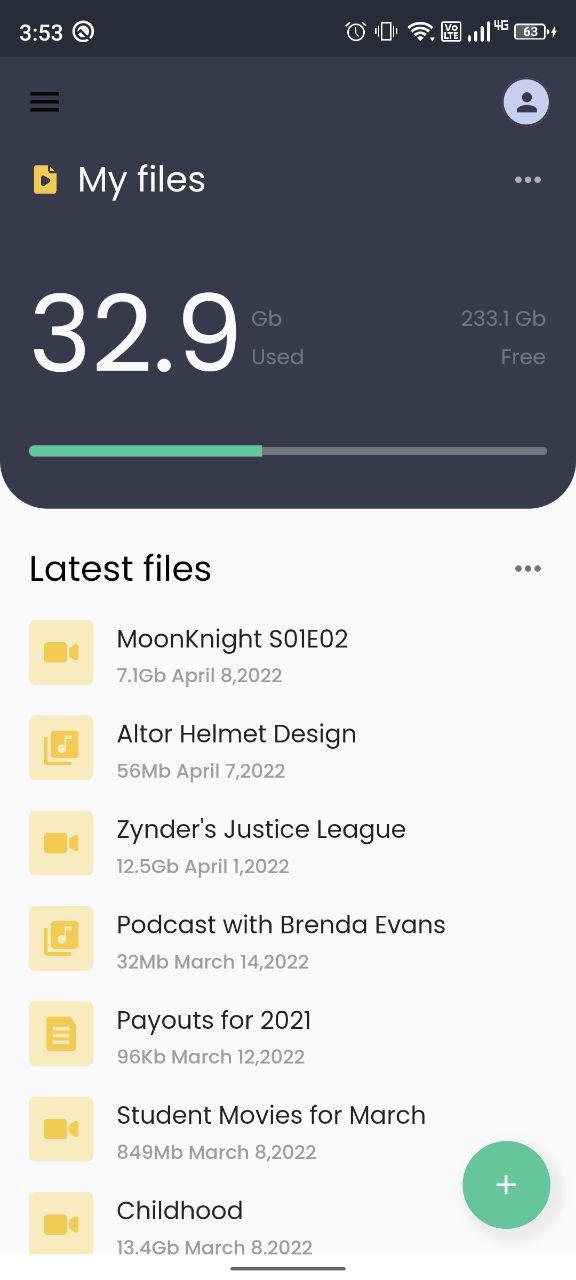 3:53
Vo
LTE
4G
63
My files
32.9
Gb
Used
233.1 Gb
Free
Latest files
MoonKnight S01E02
7.1Gb April 8,2022
Altor Helmet Design
56Mb April 7,2022
Zynder's Justice League
12.5Gb April 1,2022
Podcast with Brenda Evans
32Mb March 14,2022
Payouts for 2021
96Kb March 12,2022
Student Movies for March
849Mb March 8,2022
Childhood
13.4Gb March 8,2022